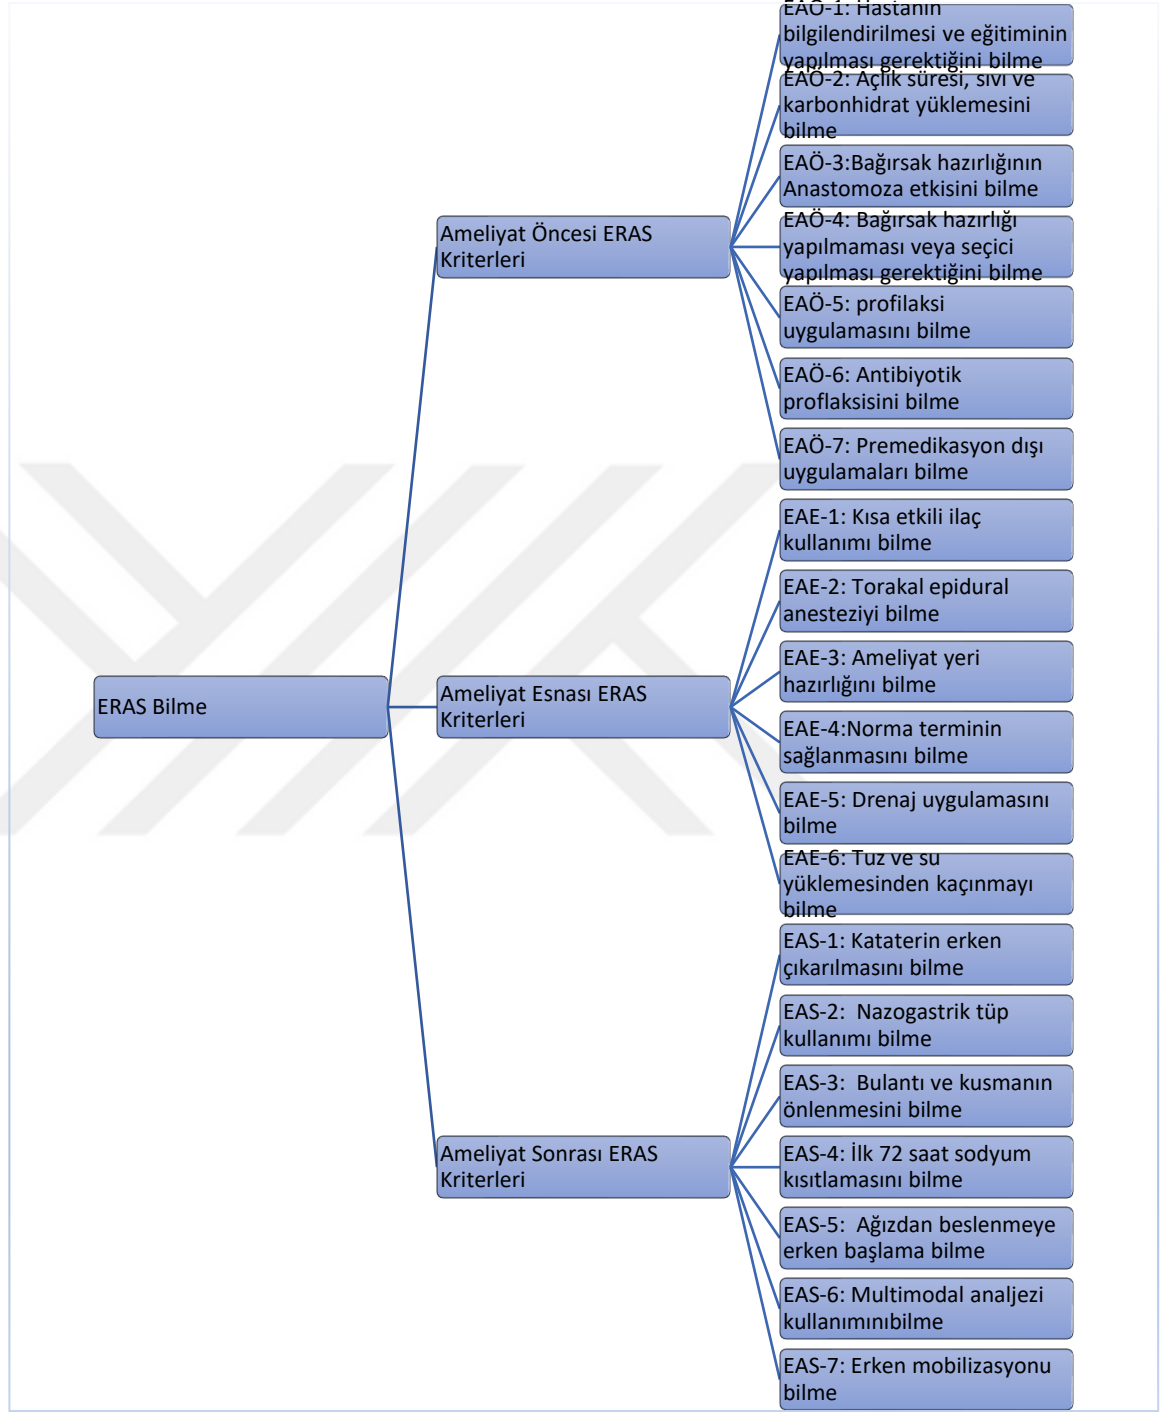 ERAS Bilme
Ameliyat Öncesi ERAS
Kriterleri
EAÖ-1: Hastanın
bilgilendirilmesi ve eğitiminin
yapılması gerektiğini bilme
EAÖ-2: Açlık süresi, sıvı ve
karbonhidrat yüklemesini
bilme
EAÖ-3:Bağırsak hazırlığının
Anastomoza etkisini bilme
EAÖ-4: Bağırsak hazırlığı
yapılmaması veya seçici
yapılması gerektiğini bilme
EAÖ-5: profilaksi
uygulamasını bilme
EAÖ-6: Antibiyotik
proflaksisini bilme
EAÖ-7: Premedikasyon dışı
uygulamaları bilme
Ameliyat Esnası ERAS
Kriterleri
EAE-1: Kısa etkili ilaç
kullanımı bilme
EAE-2: Torakal epidural
anesteziyi bilme
EAE-3: Ameliyat yeri
hazırlığını bilme
EAE-4:Norma terminin
sağlanmasını bilme
EAE-5: Drenaj uygulamasını
bilme
EAE-6: Tuz ve su
yüklemesinden kaçınmayı
bilme
Ameliyat Sonrası ERAS
Kriterleri
EAS-1: Kataterin erken
çıkarılmasını bilme
EAS-2:  Nazogastrik tüp
kullanımı bilme
EAS-3:  Bulantı ve kusmanın
önlenmesini bilme
EAS-4: İlk 72 saat sodyum
kısıtlamasını bilme
EAS-5:  Ağızdan beslenmeye
erken başlama bilme
EAS-6: Multimodal analjezi
kullanımınıbilme
EAS-7: Erken mobilizasyonu
bilme